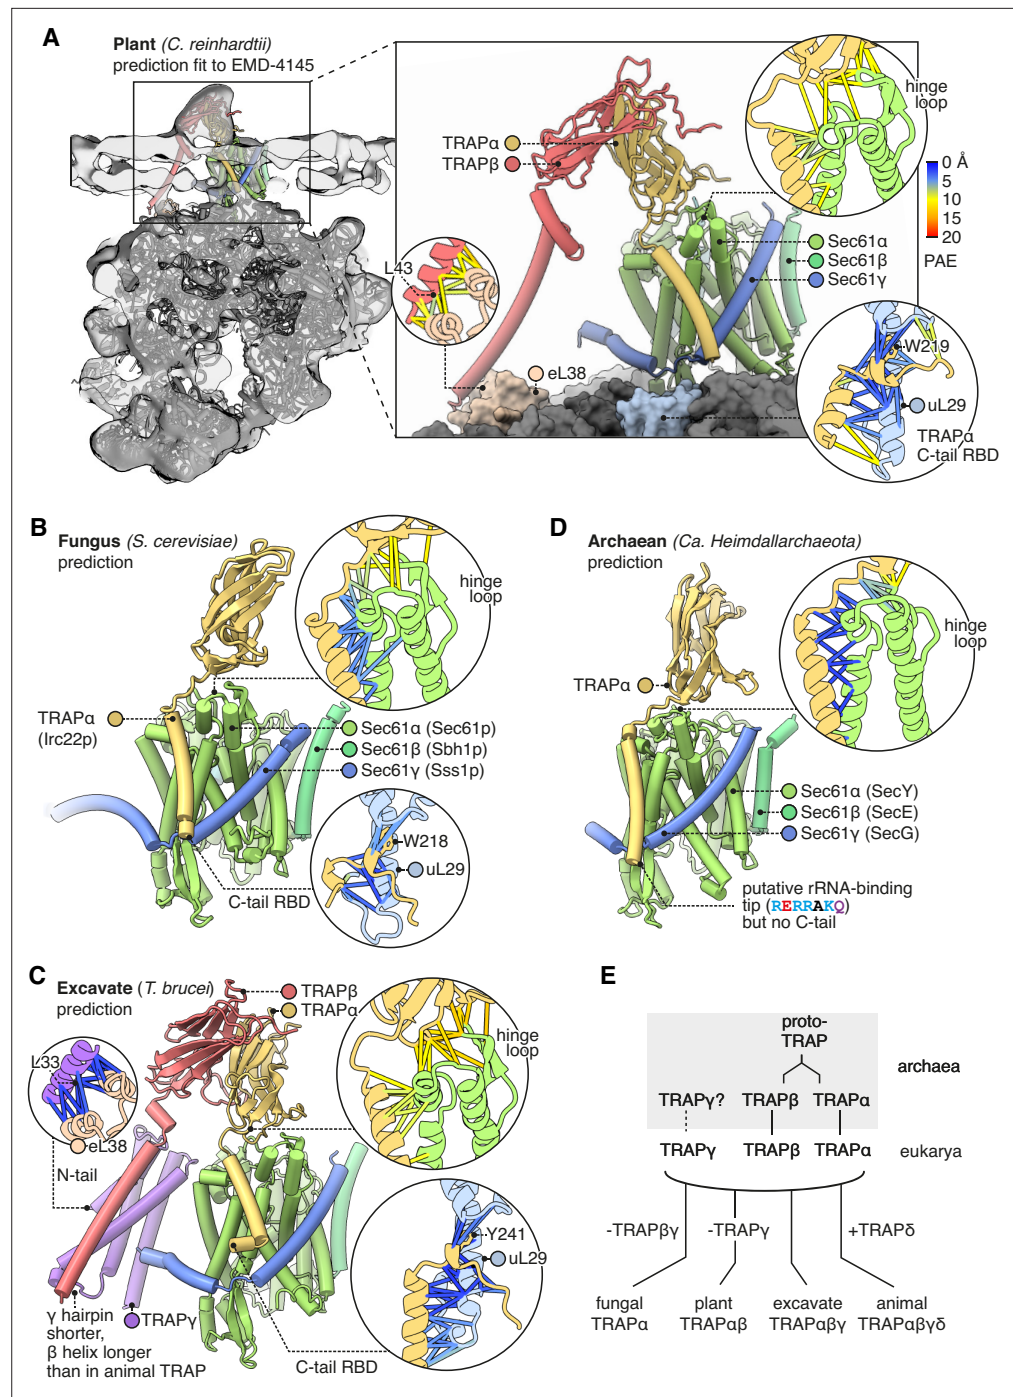 A
Plant (C. reinhardtii)
prediction fit to EMD-4145
TRAPα
TRAPβ
hinge
loop
0 Å
5
10
15
20
PAE
Sec61α
Sec61β
Sec61γ
L43
eL38
W219
uL29
TRAPα
C-tail RBD
B
Fungus (S. cerevisiae)
prediction
hinge
loop
TRAPα
(Irc22p)
Sec61α (Sec61p)
Sec61β (Sbh1p)
Sec61γ (Sss1p)
W218
uL29
C-tail RBD
D
Archaean (Ca. Heimdallarchaeota)
prediction
hinge
loop
TRAPα
Sec61α (SecY)
Sec61β (SecE)
Sec61γ (SecG)
putative rRNA-binding
tip (RERRAKQ)
but no C-tail
C
Excavate (T. brucei)
prediction
TRAPβ
TRAPα
hinge
loop
L33
eL38
N-tail
Y241
uL29
TRAPγ
γ hairpin
shorter,
β helix longer
than in animal TRAP
C-tail RBD
E
proto-
TRAP
archaea
TRAPγ? TRAPβ TRAPα
TRAPγ TRAPβ TRAPα eukarya
-TRAPβγ -TRAPγ +TRAPδ
fungal plant excavate animal
TRAPα TRAPαβ TRAPαβγ TRAPαβγδ